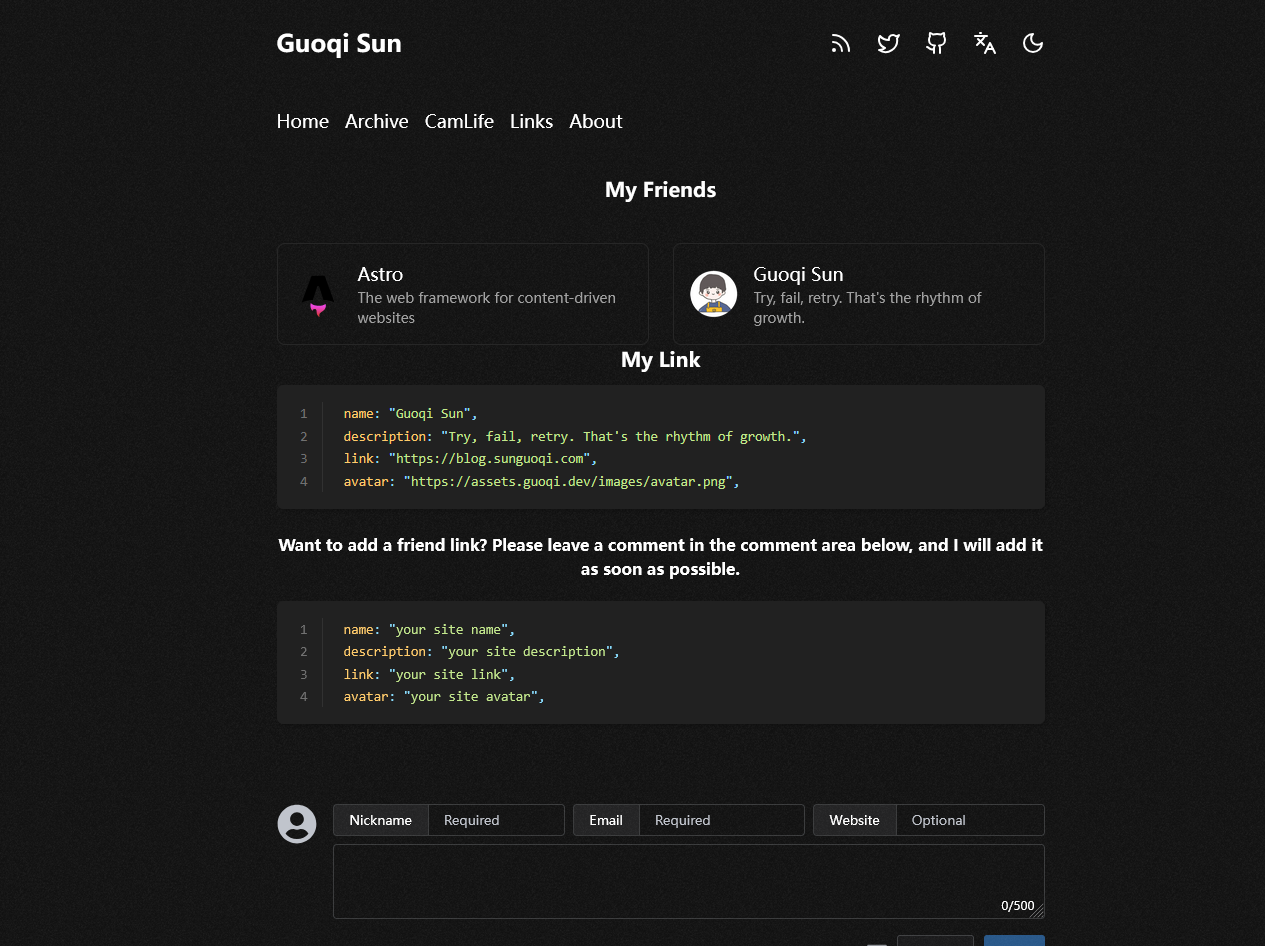 Guoqi Sun
Home Archive CamLife Links About
My Friends
Astro
The web framework for content-driven
websites
Guoqi Sun
Try, fail, retry. That's the rhythm of
growth.
My Link
1 name: "Guoqi Sun",
2 description: "Try, fail, retry. That's the rhythm of growth.",
3 link: "https://blog.sunguoqi.com",
4 avatar: "https://assets.guoqi.dev/images/avatar.png",
Want to add a friend link? Please leave a comment in the comment area below, and I will add it
as soon as possible.
1 name: "your site name",
2 description: "your site description",
3 link: "your site link",
4 avatar: "your site avatar",
Nickname Required Email Required Website Optional
0/500